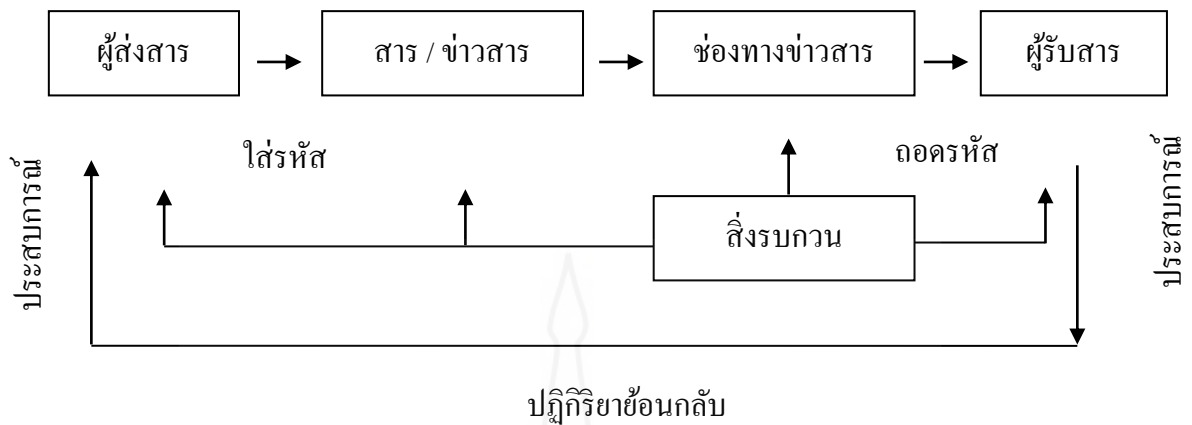 ผู้ส่งสาร
สาร / ข่าวสาร
ช่องทางข่าวสาร
ผู้รับสาร
ใส่รหัส
ถอดรหัส
ประสบการณ์
ประสบการณ์
สิ่งรบกวน
ปฏิกิริยาย้อนกลับ